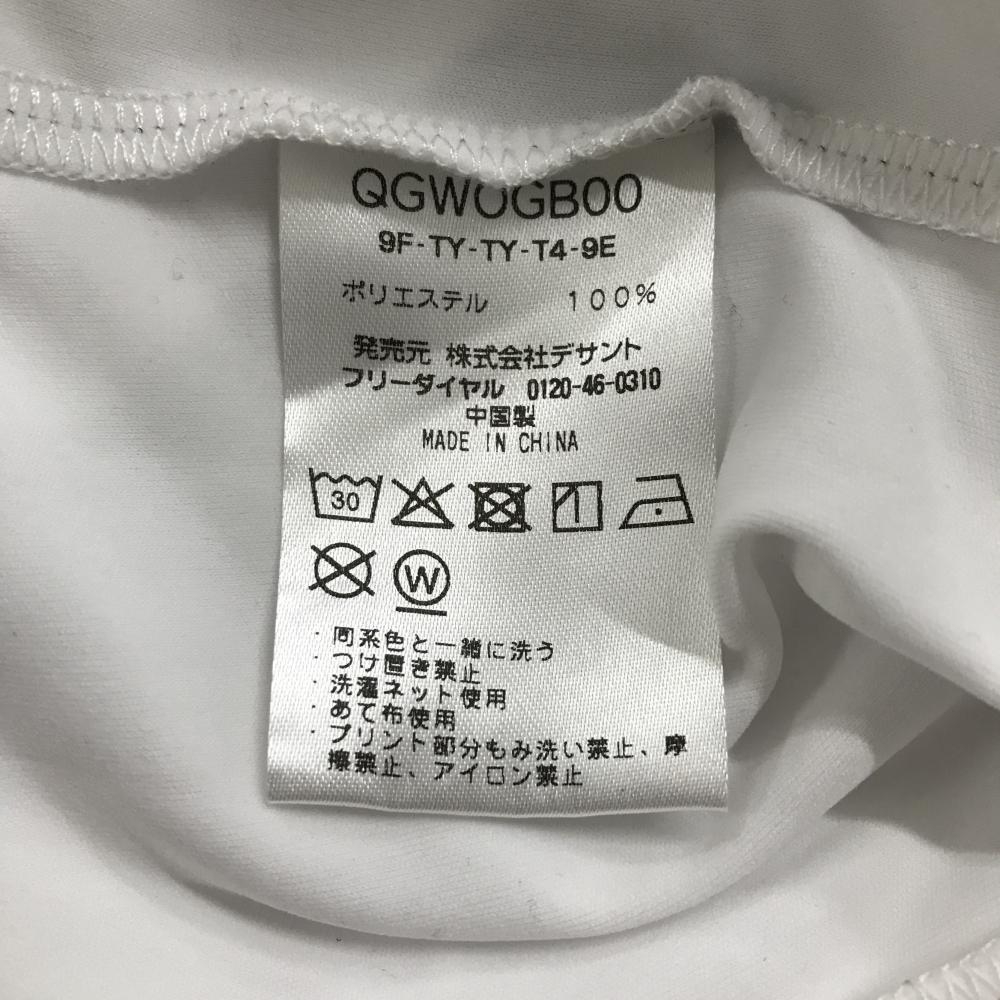 QGWOGB00
9F-TY-TY-T4-9E
ポリエステル 100%
発売元 株式会社デサント
フリーダイヤル 0120-46-0310
中国製
MADE IN CHINA
30
W
・同系色と一緒に洗う
・つけ置き禁止
・洗濯ネット使用
・あて布使用
・プリント部分もみ洗い禁止、摩
擦禁止、アイロン禁止